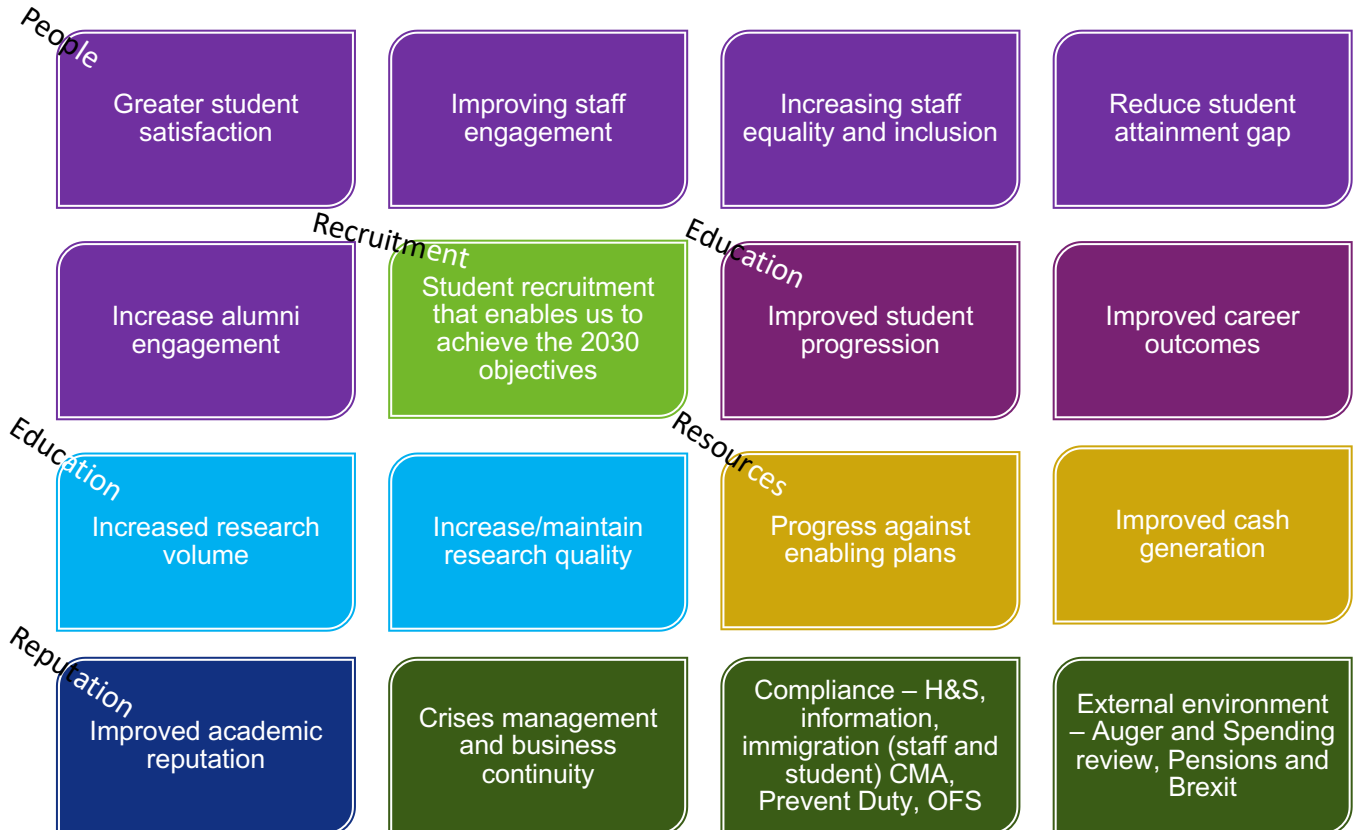 People
Greater student
satisfaction
Improving staff
engagement
Increasing staff
equality and inclusion
Reduce student
attainment gap
Increase alumni
engagement
Recruitment
Student recruitment
that enables us to
achieve the 2030
objectives
Education
Improved student
progression
Improved career
outcomes
Education
Increased research
volume
Increase/maintain
research quality
Resources
Progress against
enabling plans
Improved cash
generation
Reputation
Improved academic
reputation
Crises management
and business
continuity
Compliance – H&S,
information,
immigration (staff and
student) CMA,
Prevent Duty, OFS
External environment
– Auger and Spending
review, Pensions and
Brexit